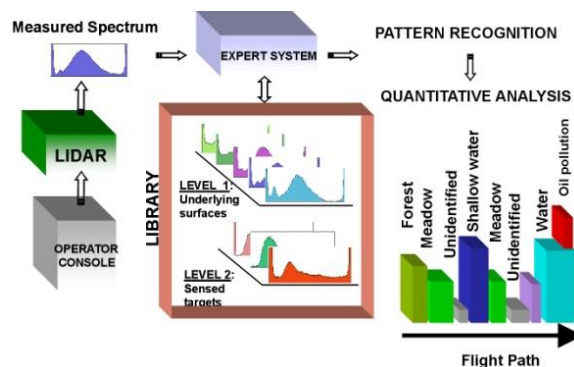 Measured Spectrum
EXPERT SYSTEM
PATTERN RECOGNITION
QUANTITATIVE ANALYSIS
LIDAR
OPERATOR
CONSOLE
LIBRARY
LEVEL 1:
Underlying
surfaces
LEVEL 2:
Sensed
targets
Forest
Meadow
Unidentified
Shallow water
Meadow
Unidentified
Water
Oil pollution
Flight Path